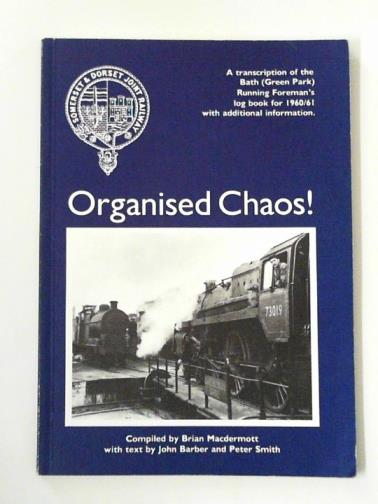 SOMERSET & DORSET JOINT RAILWAY
A transcription of the
Bath (Green Park)
Running Foreman's
log book for 1960/61
with additional information.
Organised Chaos!
73019
Compiled by Brian Macdermott
with text by John Barber and Peter Smith